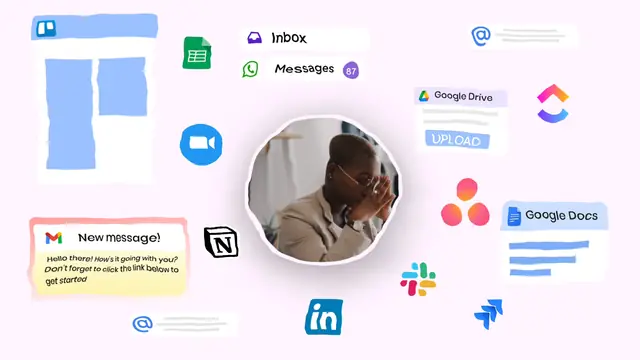 Inbox
Messages 87
@
Google Drive
UPLOAD
Google Docs
M New message!
Hello there! How's it going with you?
Don't forget to click the link below to
get started
N
@
in